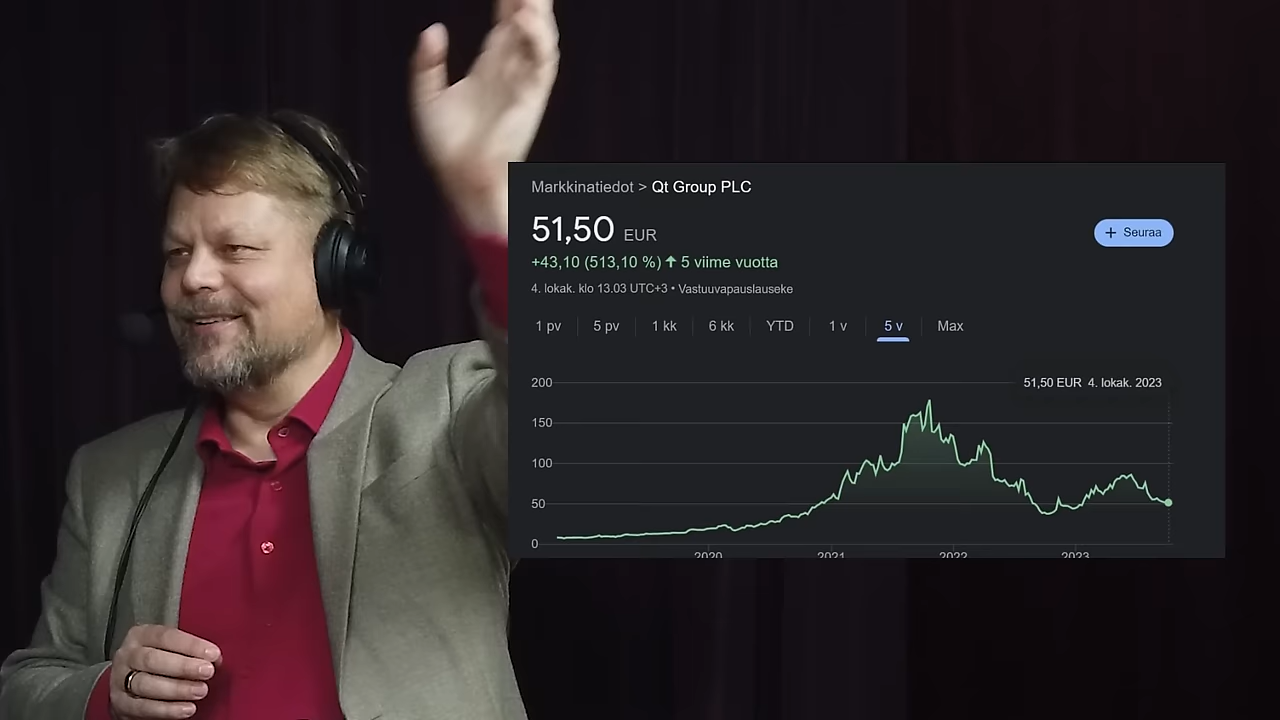 Markkinatiedot > Qt Group PLC
51,50 EUR
+ Seuraa
+43,10 (513,10 %) ↑ 5 viime vuotta
4. lokak. klo 13.03 UTC+3 • Vastuuvapauslauseke
1 pv 5 pv 1 kk 6 kk YTD 1 v 5 v Max
51,50 EUR 4. lokak. 2023
200
150
100
50
0
2020 2021 2022 2023